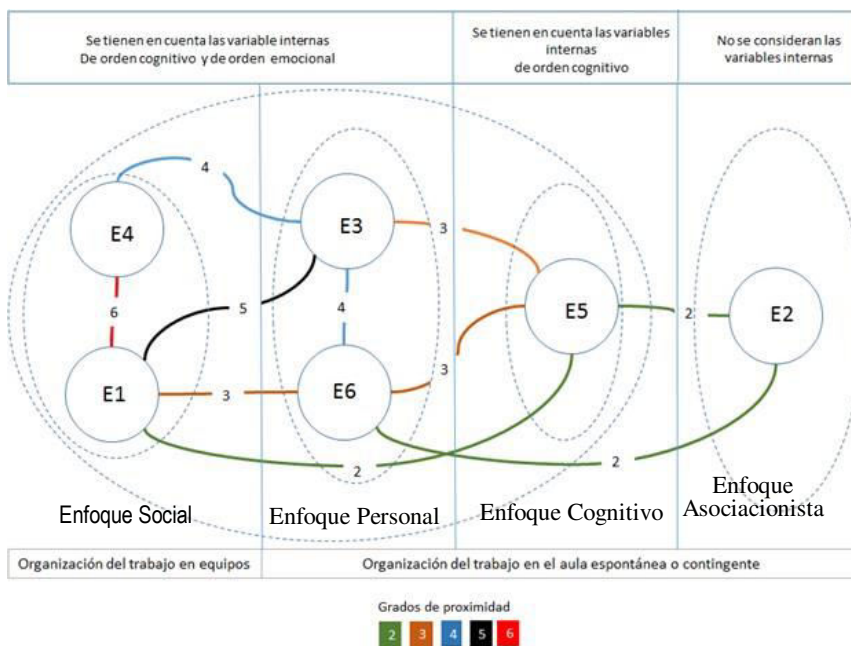 Se tienen en cuenta las variable internas
De orden cognitivo y de orden emocional
Se tienen en cuenta las variables
internas
de orden cognitivo
No se consideran las
variables internas
4
E4
E3
3
6
5
4
E5
2
E2
E1
3
E6
3
2
2
Enfoque Social
Enfoque Personal
Enfoque Cognitivo
Enfoque
Asociacionista
Organización del trabajo en equipos
Organización del trabajo en el aula espontánea o contingente
Grados de proximidad
2 3 4 5 6